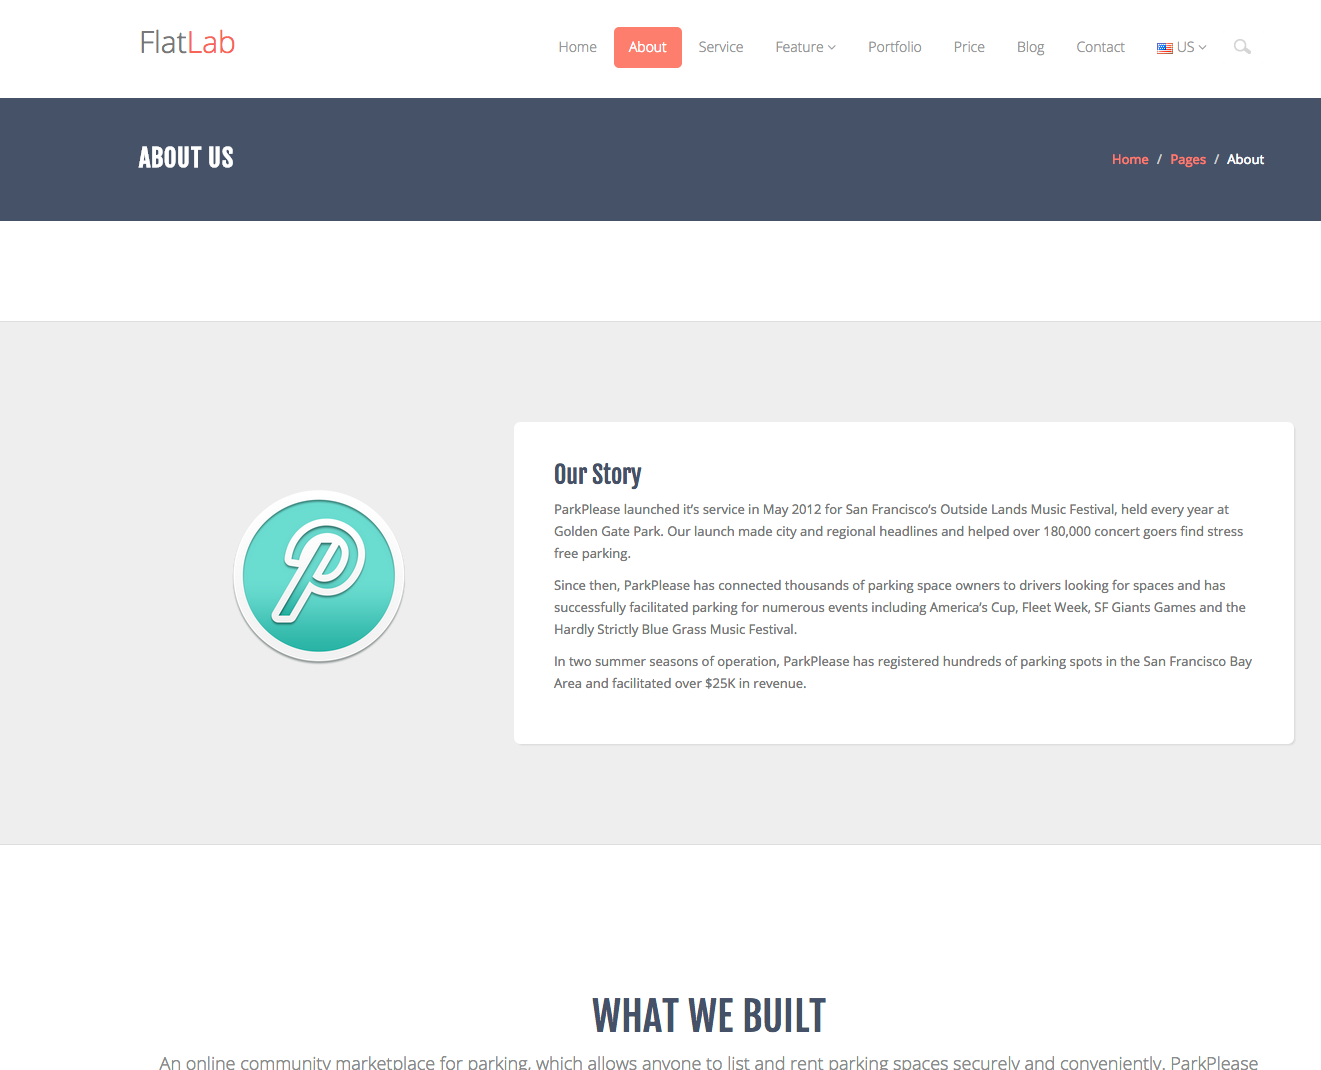 FlatLab
Home About Service Feature Portfolio Price Blog Contact US
ABOUT US
Home / Pages / About
Our Story
ParkPlease launched it's service in May 2012 for San Francisco's Outside Lands Music Festival, held every year at
Golden Gate Park. Our launch made city and regional headlines and helped over 180,000 concert goers find stress
free parking.
Since then, ParkPlease has connected thousands of parking space owners to drivers looking for spaces and has
successfully facilitated parking for numerous events including America's Cup, Fleet Week, SF Giants Games and the
Hardly Strictly Blue Grass Music Festival.
In two summer seasons of operation, ParkPlease has registered hundreds of parking spots in the San Francisco Bay
Area and facilitated over $25K in revenue.
P
WHAT WE BUILT
An online community marketplace for parking, which allows anyone to list and rent parking spaces securely and conveniently. ParkPlease